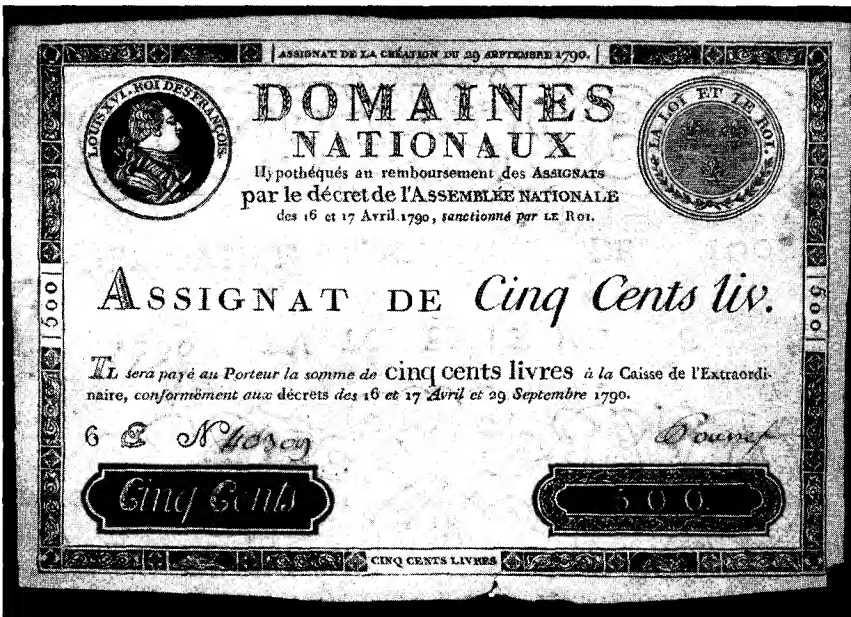 ASSIGNAT DE LA CRÉATION DU 29 SEPTEMBRE 1790.
LOUIS XVI. ROI DES FRANÇOIS.
LA LOI ET LE ROI.
DOMAINES
NATIONAUX
Hypothéqués au remboursement des ASSIGNATS
par le décret de l'ASSEMBLÉE NATIONALE
des 16 et 17 Avril 1790, sanctionné par LE ROI.
500
500
ASSIGNAT DE Cinq Cents liv.
IL sera payé au Porteur la somme de cinq cents livres à la Caisse de l'Extraordi-
naire, conformément aux décrets des 16 et 17 Avril et 29 Septembre 1790.
6 E N
Cinq Cents
500
CINQ CENTS LIVRES